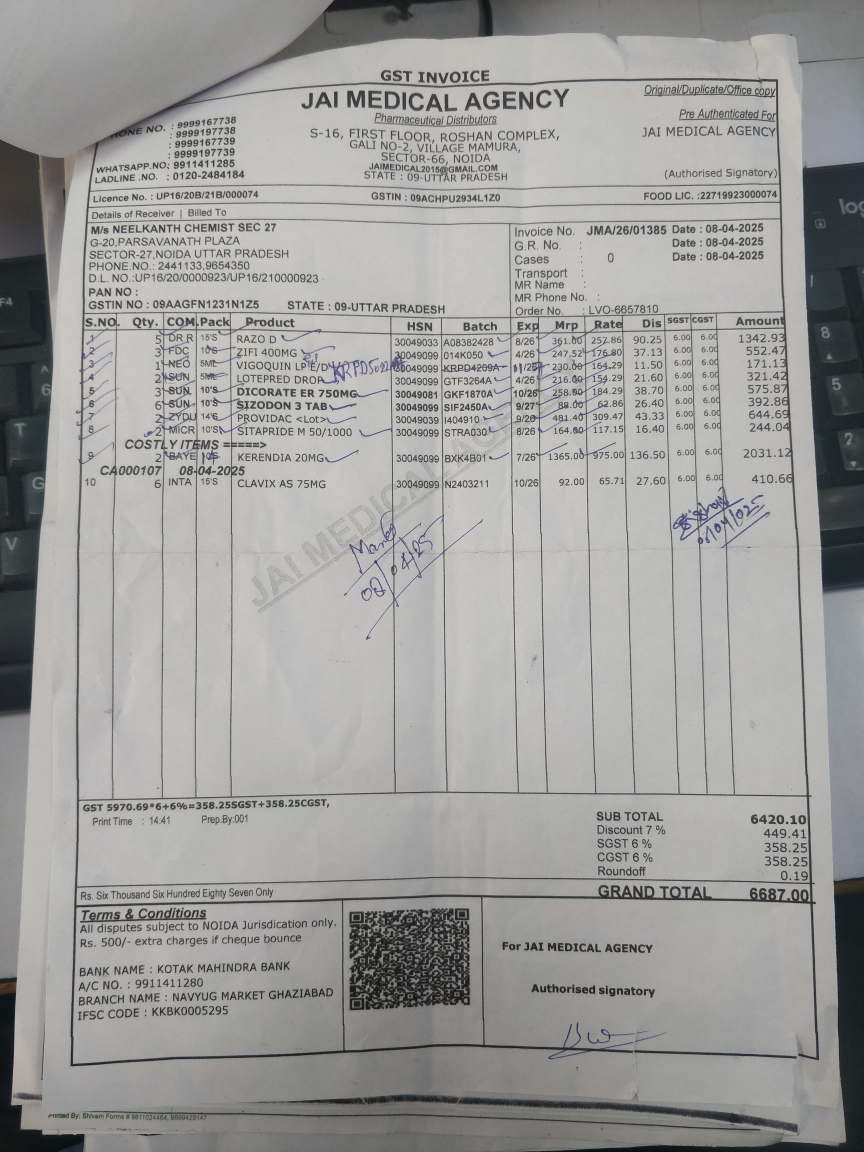 GST INVOICE
Original/Duplicate/Office copy
JAI MEDICAL AGENCY
Pharmaceutical Distributors
Pre Authenticated For
JAI MEDICAL AGENCY
PHONE NO. : 9999167738
: 9999197738
: 9999167739
: 9999197739
WHATSAPP.NO: 9911411285
LADLINE .NO. : 0120-2484184
S-16, FIRST FLOOR, ROSHAN COMPLEX,
GALI NO-2, VILLAGE MAMURA,
SECTOR-66, NOIDA
JAIMEDICAL2015@GMAIL.COM
STATE : 09-UTTAR PRADESH
(Authorised Signatory)
Licence No. : UP16/20B/21B/000074 GSTIN : 09ACHPU2934L1Z0 FOOD LIC. :22719923000074
Details of Receiver | Billed To
M/s NEELKANTH CHEMIST SEC 27
G-20,PARSAVANATH PLAZA
SECTOR-27,NOIDA UTTAR PRADESH
PHONE.NO.: 2441133,9654350
D.L. NO.:UP16/20/0000923/UP16/210000923
PAN NO :
GSTIN NO : 09AAGFN1231N1Z5 STATE : 09-UTTAR PRADESH
Invoice No. JMA/26/01385 Date : 08-04-2025
G.R. No. : Date : 08-04-2025
Cases : 0 Date : 08-04-2025
Transport :
MR Name :
MR Phone No. :
Order No. : LVO-6657810
S.NO. Qty. COM. Pack Product HSN Batch Exp Mrp Rate Dis SGST CGST Amount
1 5 DR.R 15'S RAZO D 30049033 A08382428 8/26 361.00 252.86 90.25 6.00 6.00 1342.93
2 3 FDC 10'S ZIFI 400MG 30049099 014K050 4/26 247.52 176.80 37.13 6.00 6.00 552.47
3 1 NEO 5ML VIGOQUIN LP E/D 30049099 KRPD4209A 11/25 230.00 164.29 11.50 6.00 6.00 171.13
4 2 SUN 5ML LOTEPRED DROP 30049099 GTF3264A 4/26 216.00 154.29 21.60 6.00 6.00 321.42
5 3 SUN 10'S DICORATE ER 750MG 30049081 GKF1870A 10/26 258.00 184.29 38.70 6.00 6.00 575.87
6 6 SUN 10'S SIZODON 3 TAB 30049099 SIF2450A 9/27 88.00 62.86 26.40 6.00 6.00 392.86
7 2 ZYDU 14'S PROVIDAC <Lot> 30049039 I404910 9/26 481.40 309.47 43.33 6.00 6.00 644.69
8 2 MICR 10'S SITAPRIDE M 50/1000 30049099 STRA030 8/26 164.00 117.15 16.40 6.00 6.00 244.04
COSTLY ITEMS =====>
9 2 BAYE KERENDIA 20MG 30049099 BXK4B01 7/26 1365.00 975.00 136.50 6.00 6.00 2031.12
CA000107 08-04-2025
10 6 INTA 15'S CLAVIX AS 75MG 30049099 N2403211 10/26 92.00 65.71 27.60 6.00 6.00 410.66
08/04/25
JAI MEDICAL AGENCY
GST 5970.69*6+6%=358.25SGST+358.25CGST,
Print Time : 14:41 Prep.By:001
SUB TOTAL 6420.10
Discount 7 % 449.41
SGST 6 % 358.25
CGST 6 % 358.25
Roundoff 0.19
Rs. Six Thousand Six Hundred Eighty Seven Only
GRAND TOTAL 6687.00
Terms & Conditions
All disputes subject to NOIDA Jurisdication only.
Rs. 500/- extra charges if cheque bounce
BANK NAME : KOTAK MAHINDRA BANK
A/C NO. : 9911411280
BRANCH NAME : NAVYUG MARKET GHAZIABAD
IFSC CODE : KKBK0005295
For JAI MEDICAL AGENCY
Authorised signatory
Printed By: Shivam Forms # 9811024464, 9899429147
F4
G
V
log